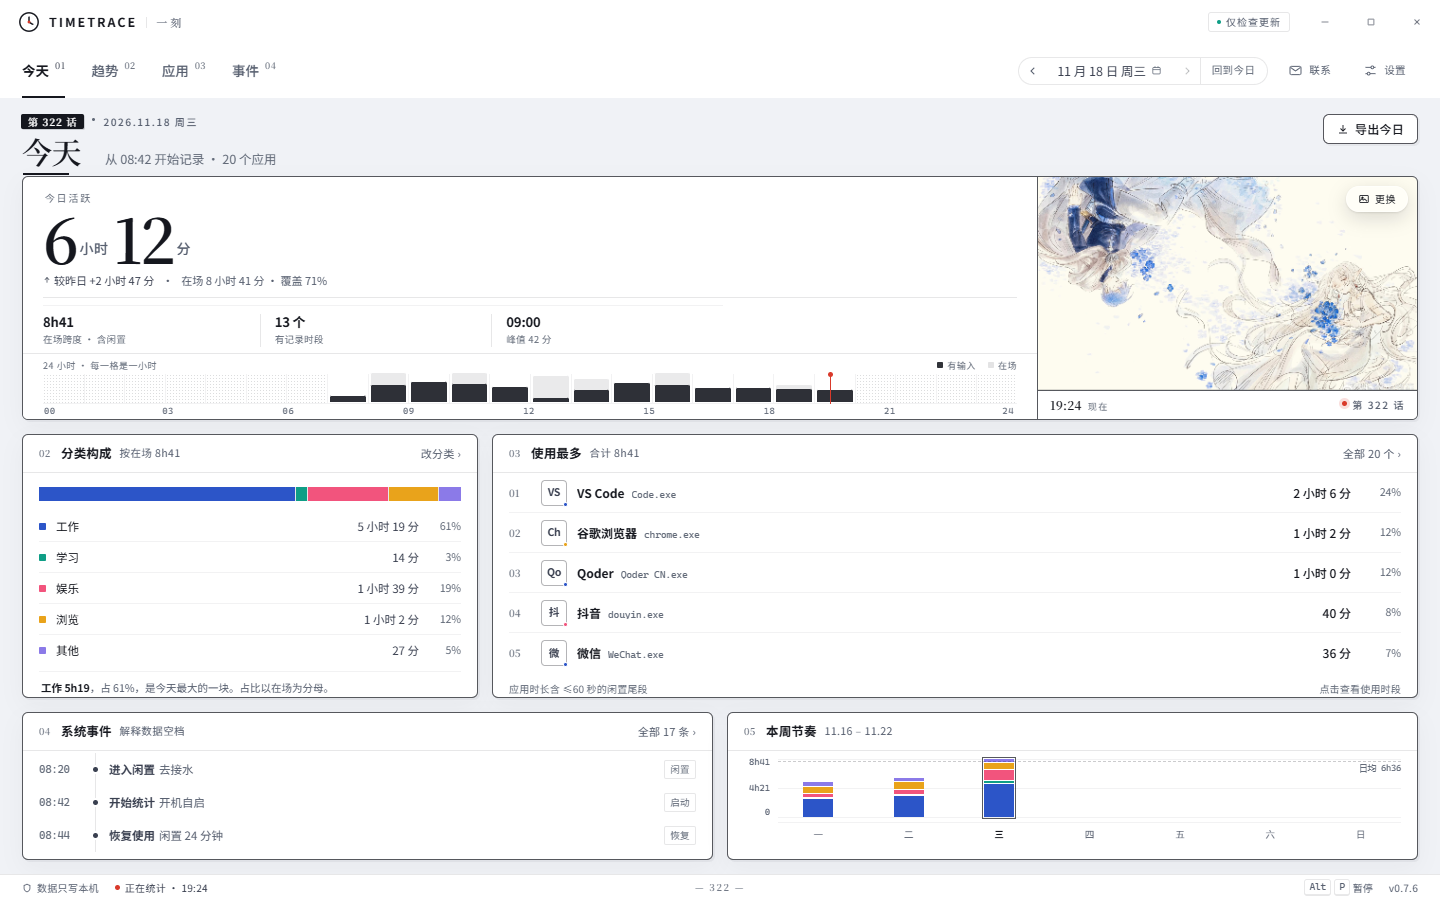 TIMETRACE 一刻
仅检查更新
今天 01 趋势 02 应用 03 事件 04
11 月 18 日 周三 回到今日 联系 设置
第 322 话 • 2026.11.18 周三
今天 从 08:42 开始记录 • 20 个应用
导出今日
今日活跃
6 小时 12 分
↑ 较昨日 +2 小时 47 分 • 在场 8 小时 41 分 • 覆盖 71%
8h41 13 个 09:00
在场跨度 • 含闲置 有记录时段 峰值 42 分
24 小时 • 每一格是一小时 有输入 在场
00 03 06 09 12 15 18 21 24
更换
19:24 现在 第 322 话
02 分类构成 按在场 8h41 改分类 ›
工作 5 小时 19 分 61%
学习 14 分 3%
娱乐 1 小时 39 分 19%
浏览 1 小时 2 分 12%
其他 27 分 5%
工作 5h19，占 61%，是今天最大的一块。占比以在场为分母。
03 使用最多 合计 8h41 全部 20 个 ›
01 VS VS Code Code.exe 2 小时 6 分 24%
02 Ch 谷歌浏览器 chrome.exe 1 小时 2 分 12%
03 Qo Qoder Qoder CN.exe 1 小时 0 分 12%
04 抖 抖音 douyin.exe 40 分 8%
05 微 微信 WeChat.exe 36 分 7%
应用时长含 ≤60 秒的闲置尾段 点击查看使用时段
04 系统事件 解释数据空档 全部 17 条 ›
08:20 进入闲置 去接水 闲置
08:42 开始统计 开机自启 启动
08:44 恢复使用 闲置 24 分钟 恢复
05 本周节奏 11.16 – 11.22
8h41
日均 6h36
4h21
0
一 二 三 四 五 六 日
数据只写本机 正在统计 • 19:24 — 322 — Alt P 暂停 v0.7.6